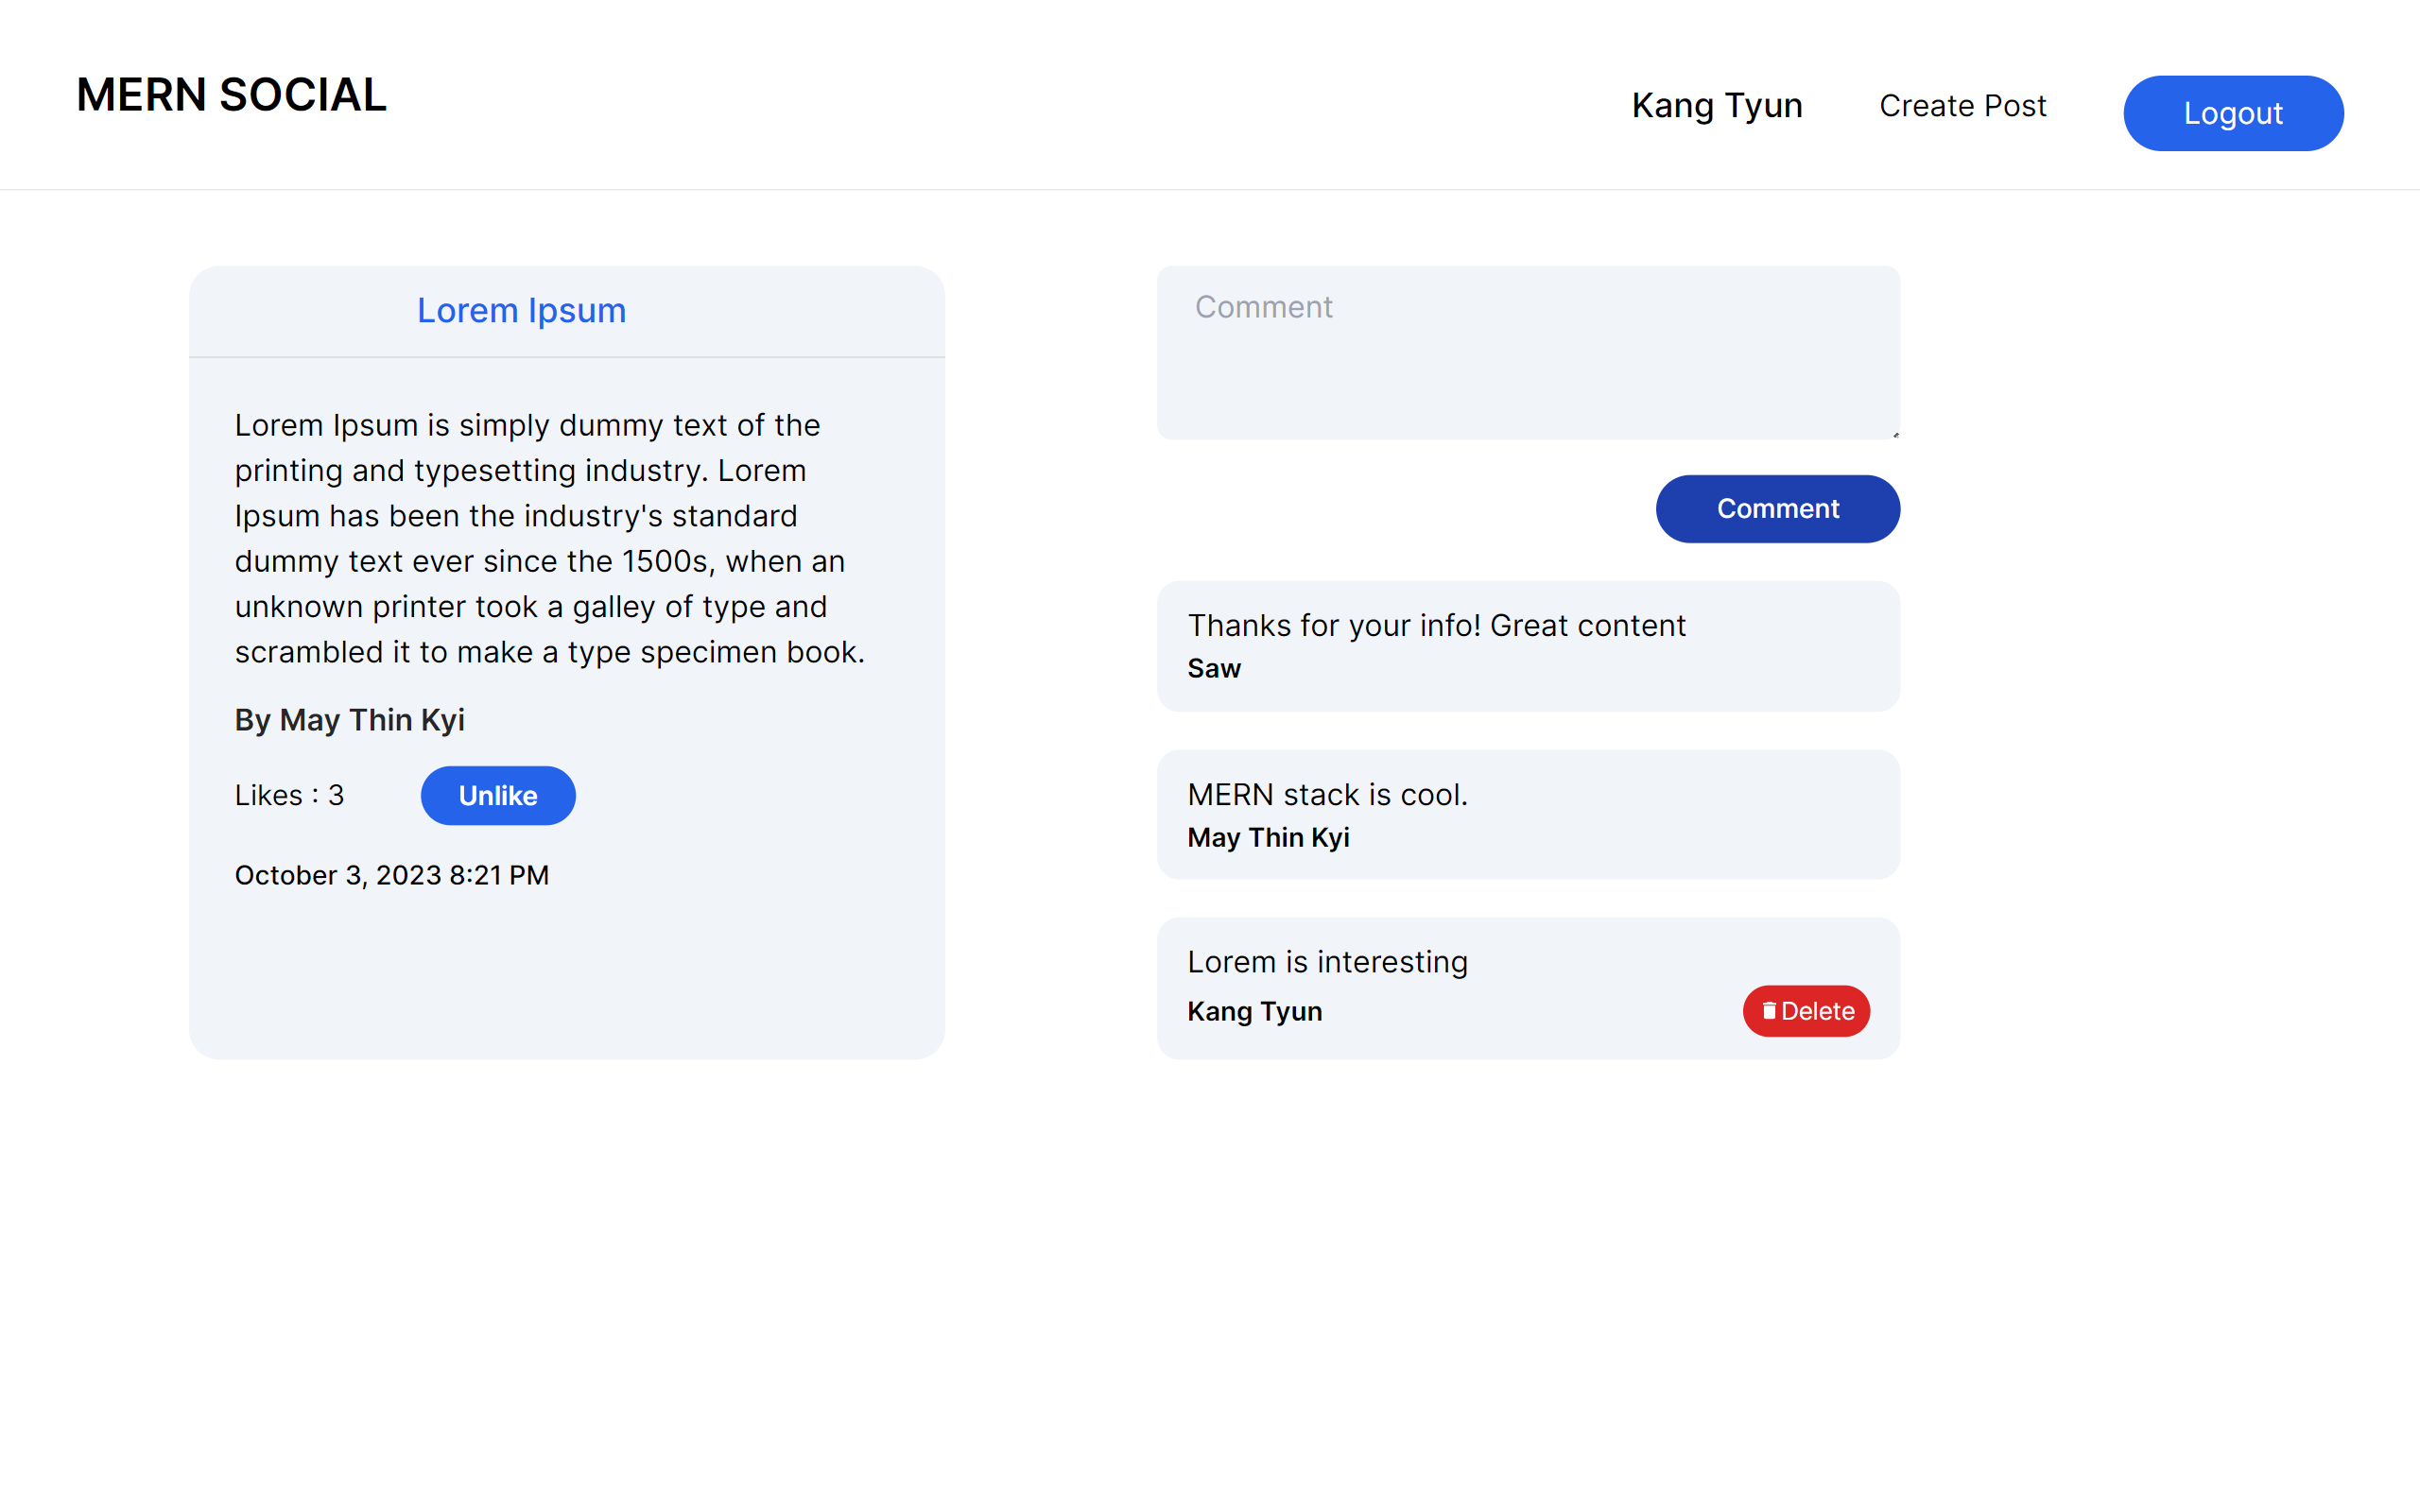 MERN SOCIAL
Kang Tyun
Create Post
Logout
Lorem Ipsum
Lorem Ipsum is simply dummy text of the
printing and typesetting industry. Lorem
Ipsum has been the industry's standard
dummy text ever since the 1500s, when an
unknown printer took a galley of type and
scrambled it to make a type specimen book.
By May Thin Kyi
Likes : 3
Unlike
October 3, 2023 8:21 PM
Comment
Comment
Thanks for your info! Great content
Saw
MERN stack is cool.
May Thin Kyi
Lorem is interesting
Kang Tyun
Delete